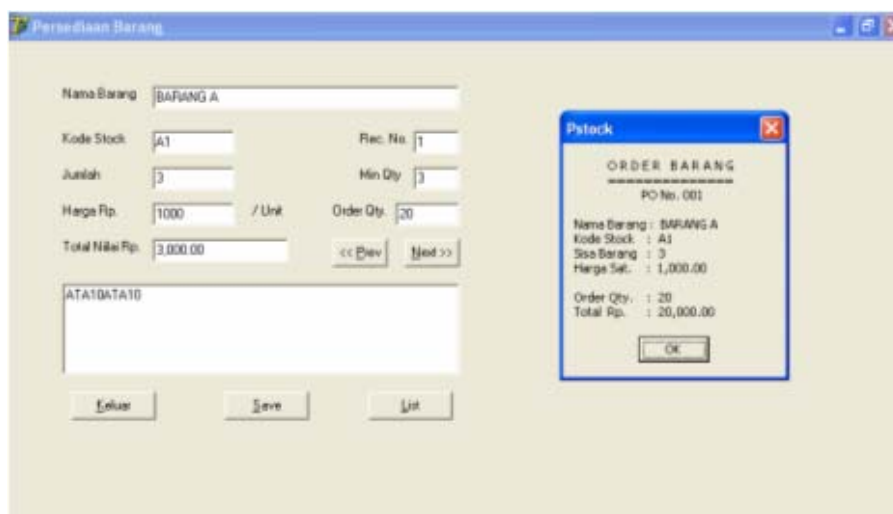 Persediaan Barang
Nama Barang BARANG A
Kode Stock A1 Rec. No. 1
Jumlah 3 Min Qty 3
Harga Rp. 1000 / Unit Order Qty. 20
Total Nilai Rp. 3,000.00 << Prev Next >>
ATA10ATA10
Keluar Save List
Pstock
ORDER BARANG
==============
PO No. 001
Nama Barang : BARANG A
Kode Stock : A1
Sisa Barang : 3
Harga Sat. : 1,000.00
Order Qty. : 20
Total Rp. : 20,000.00
OK